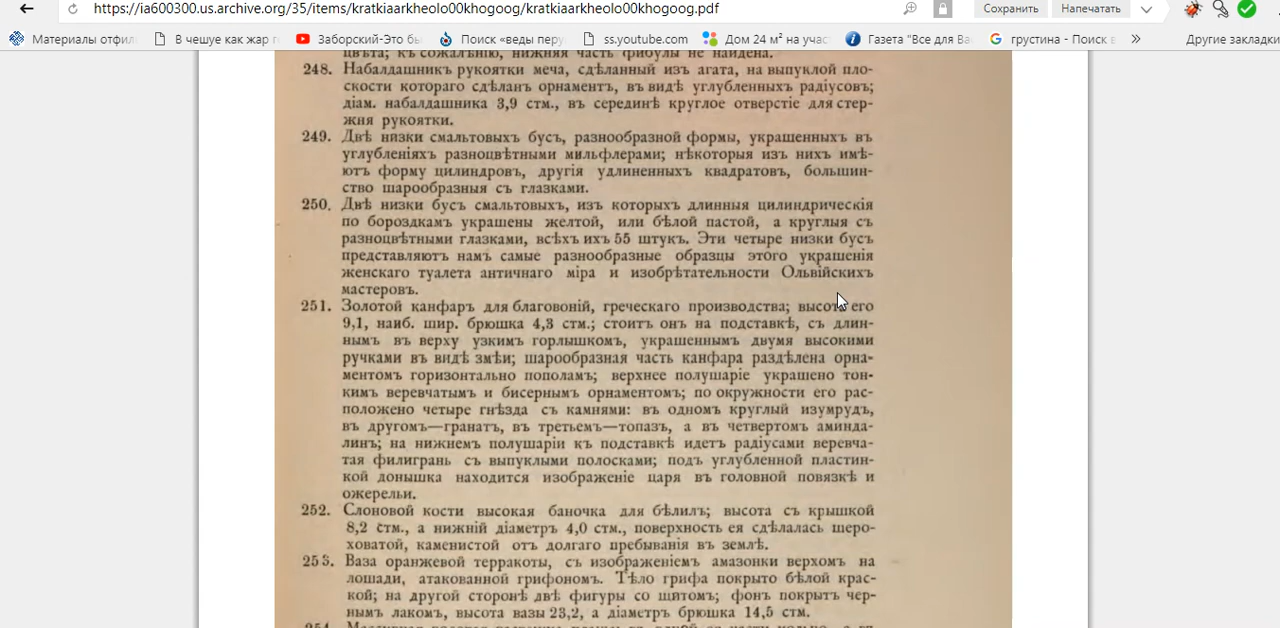 https://ia600300.us.archive.org/35/items/kratkiaarkheolo00khogoog/kratkiaarkheolo00khogoog.pdf
Сохранить
Напечатать
Материалы отфил
В чешуе как жар г
Заборский-Это бы
Поиск «веды перу
ss.youtube.com
Дом 24 м² на учас
Газета "Все для Ва
грустина - Поиск в
»
Другие закладки
цвѣта; къ сожалѣнію, нижняя часть фибулы не найдена.
248. Набалдашникъ рукоятки меча, сдѣланный изъ агата, на выпуклой пло-
скости котораго сдѣланъ орнаментъ, въ видѣ углубленныхъ радіусовъ;
діам. набалдашника 3,9 стм., въ серединѣ круглое отверстіе для стер-
жня рукоятки.
249. Двѣ низки смальтовыхъ бусъ, разнообразной формы, украшенныхъ въ
углубленіяхъ разноцвѣтными мильфлерами; нѣкоторыя изъ нихъ имѣ-
ютъ форму цилиндровъ, другія удлиненныхъ квадратовъ, большин-
ство шарообразныя съ глазками.
250. Двѣ низки бусъ смальтовыхъ, изъ которыхъ длинныя цилиндрическія
по бороздкамъ украшены желтой, или бѣлой пастой, а круглыя съ
разноцвѣтными глазками, всѣхъ ихъ 55 штукъ. Эти четыре низки бусъ
представляютъ намъ самые разнообразные образцы этого украшенія
женскаго туалета античнаго міра и изобрѣтательности Ольвійскихъ
мастеровъ.
251. Золотой канфаръ для благовоній, греческаго производства; высота его
9,1, наиб. шир. брюшка 4,3 стм.; стоитъ онъ на подставкѣ, съ длин-
нымъ въ верху узкимъ горлышкомъ, украшеннымъ двумя высокими
ручками въ видѣ змѣи; шарообразная часть канфара раздѣлена орна-
ментомъ горизонтально пополамъ; верхнее полушаріе украшено тон-
кимъ веревчатымъ и бисернымъ орнаментомъ; по окружности его рас-
положено четыре гнѣзда съ камнями: въ одномъ круглый изумрудъ,
въ другомъ—гранатъ, въ третьемъ—топазъ, а въ четвертомъ аминда-
линъ; на нижнемъ полушаріи къ подставкѣ идетъ радіусами веревча-
тая филигрань съ выпуклыми полосками; подъ углубленной пластин-
кой донышка находится изображеніе царя въ головной повязкѣ и
ожерельи.
252. Слоновой кости высокая баночка для бѣлилъ; высота съ крышкой
8,2 стм., а нижній діаметръ 4,0 стм., поверхность ея сдѣлалась шеро-
ховатой, каменистой отъ долгаго пребыванія въ землѣ.
253. Ваза оранжевой терракоты, съ изображеніемъ амазонки верхомъ на
лошади, атакованной грифономъ. Тѣло грифа покрыто бѣлой крас-
кой; на другой сторонѣ двѣ фигуры со щитомъ; фонъ покрытъ чер-
нымъ лакомъ, высота вазы 23,2, а діаметръ брюшка 14,5 стм.